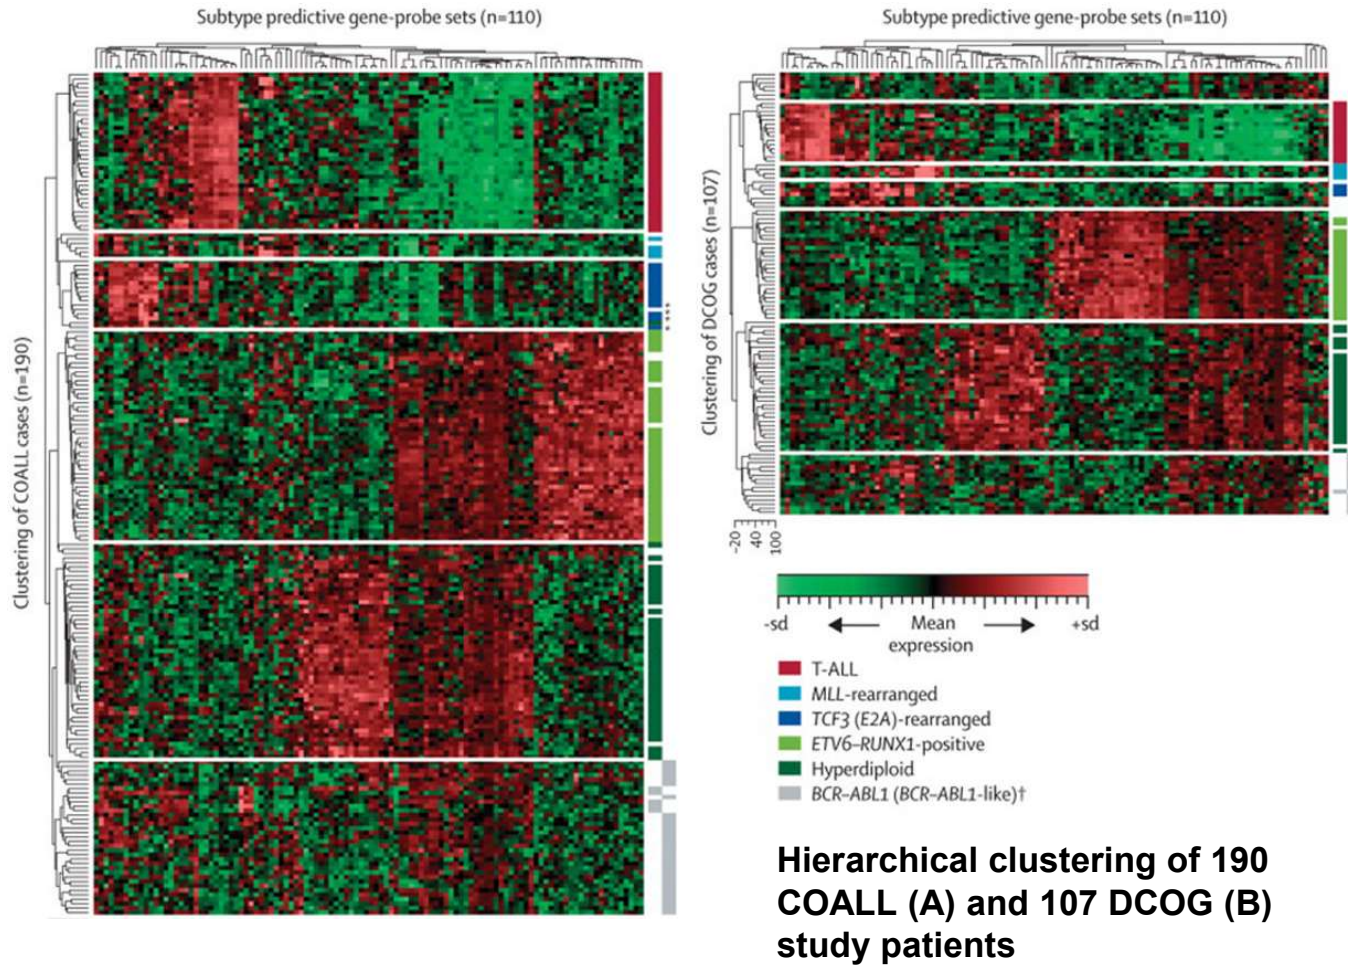 Subtype predictive gene-probe sets (n=110)
Clustering of COALL cases (n=190)
****
Subtype predictive gene-probe sets (n=110)
Clustering of DCOG cases (n=107)
-20 40 100
-sd Mean expression +sd
T-ALL
MLL-rearranged
TCF3 (E2A)-rearranged
ETV6–RUNX1-positive
Hyperdiploid
BCR–ABL1 (BCR–ABL1-like)†
Hierarchical clustering of 190
COALL (A) and 107 DCOG (B)
study patients